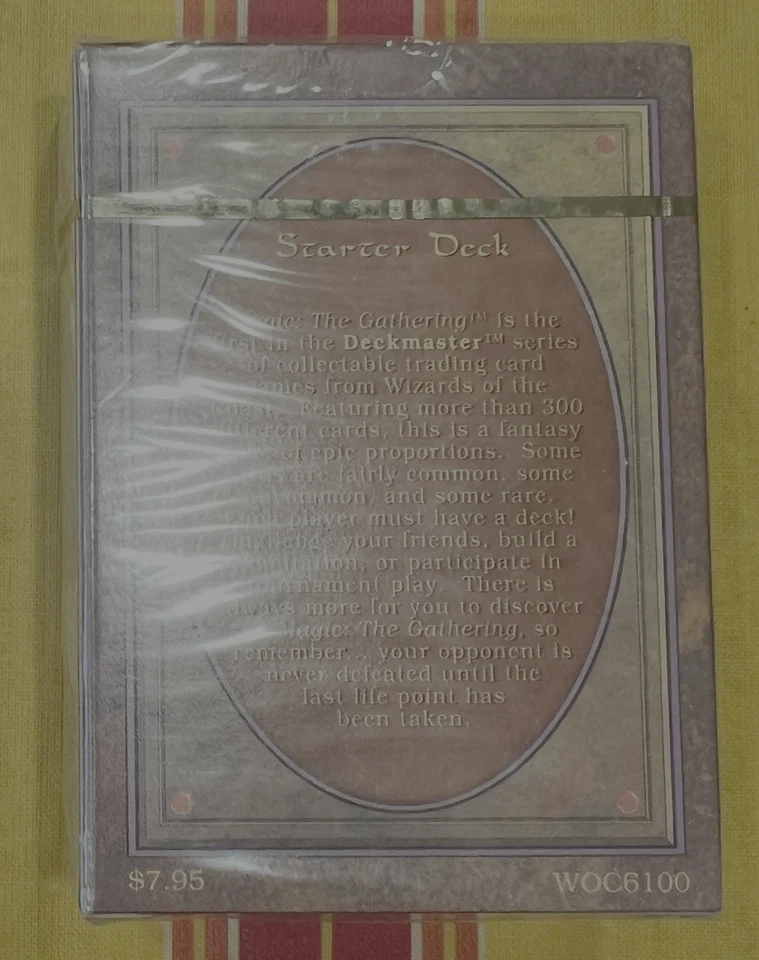 Starter Deck
Magic: The Gathering™ is the
first in the Deckmaster™ series
of collectable trading card
games from Wizards of the
Coast. Featuring more than 300
different cards, this is a fantasy
of epic proportions. Some
are fairly common, some
uncommon, and some rare.
Each player must have a deck!
Challenge your friends, build a
reputation, or participate in
tournament play. There is
always more for you to discover
Magic: The Gathering, so
remember... your opponent is
never defeated until the
last life point has
been taken.
$7.95
WOC6100